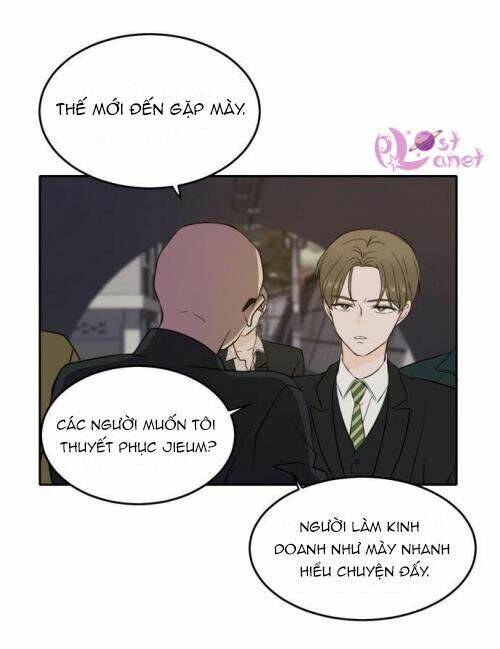 THẾ MỚI ĐẾN GẶP MÀY.
Lost
Planet
CÁC NGƯỜI MUỐN TÔI
THUYẾT PHỤC JIEUM?
NGƯỜI LÀM KINH
DOANH NHƯ MÀY NHANH
HIỂU CHUYỆN ĐẤY.